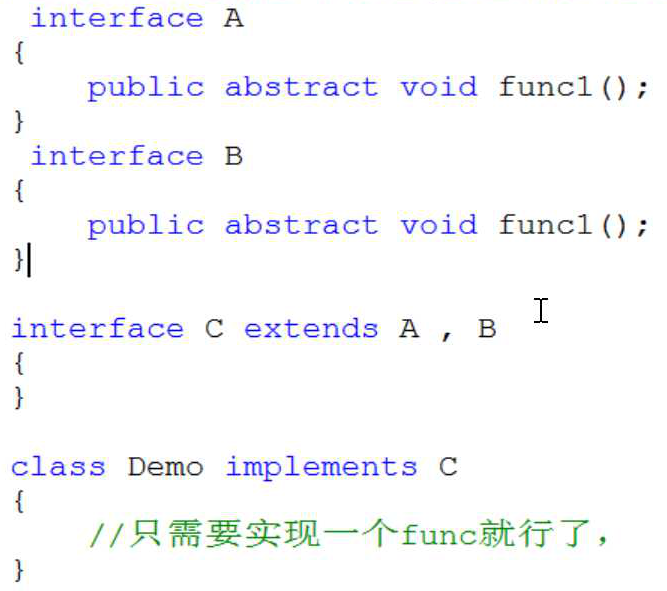 interface A
{
public abstract void func1();
}
interface B
{
public abstract void func1();
}
interface C extends A , B
{
}
class Demo implements C
{
//只需要实现一个func就行了，
}